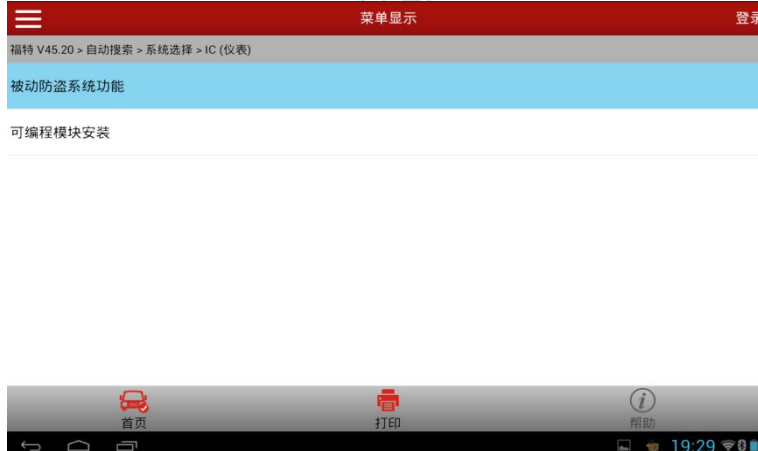 菜单显示
登录
福特 V45.20 > 自动搜索 > 系统选择 > IC (仪表)
被动防盗系统功能
可编程模块安装
首页
打印
帮助
19:29